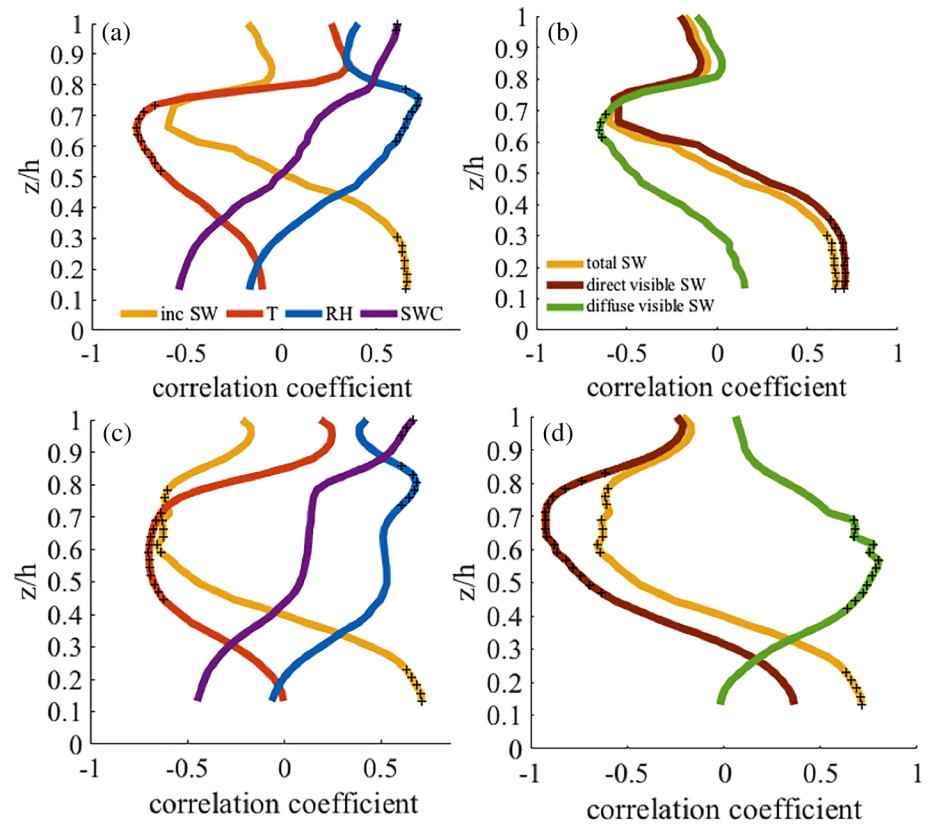 (a)
1
0.9
0.8
0.7
0.6
0.5
0.4
0.3
0.2
0.1
0
z/h
inc SW T RH SWC
-1 -0.5 0 0.5
correlation coefficient
(b)
1
0.9
0.8
0.7
0.6
0.5
0.4
0.3
0.2
0.1
0
z/h
total SW
direct visible SW
diffuse visible SW
-1 -0.5 0 0.5 1
correlation coefficient
(c)
1
0.9
0.8
0.7
0.6
0.5
0.4
0.3
0.2
0.1
0
z/h
-1 -0.5 0 0.5
correlation coefficient
(d)
1
0.9
0.8
0.7
0.6
0.5
0.4
0.3
0.2
0.1
0
z/h
-1 -0.5 0 0.5 1
correlation coefficient